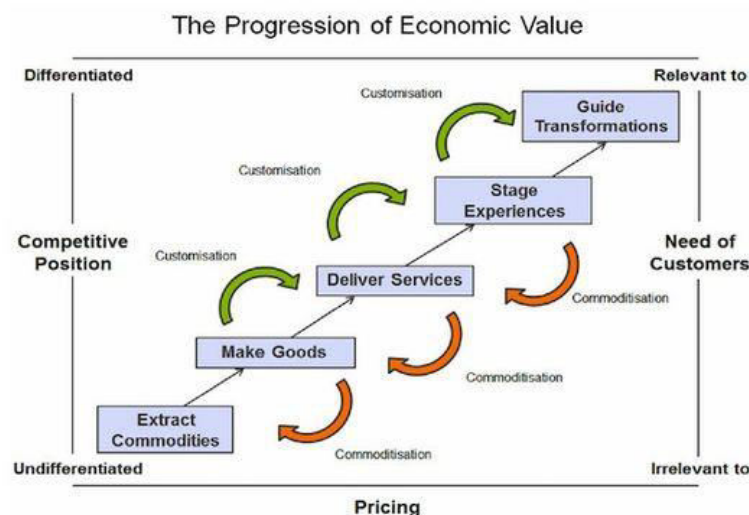 The Progression of Economic Value
Differentiated
Relevant to
Customisation
Guide
Transformations
Customisation
Stage
Experiences
Competitive
Position
Need of
Customers
Customisation
Deliver Services
Commoditisation
Make Goods
Commoditisation
Extract
Commodities
Commoditisation
Undifferentiated
Irrelevant to
Pricing